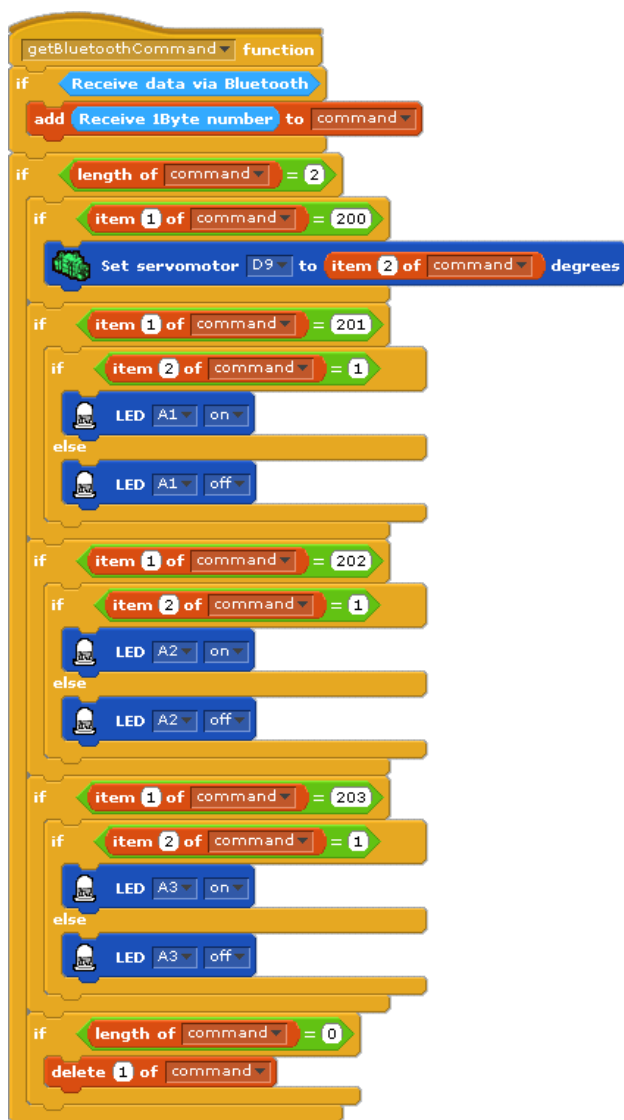 getBluetoothCommand function
if Receive data via Bluetooth
add Receive 1Byte number to command
if length of command = 2
if item 1 of command = 200
Set servomotor D9 to item 2 of command degrees
if item 1 of command = 201
if item 2 of command = 1
LED A1 on
else
LED A1 off
if item 1 of command = 202
if item 2 of command = 1
LED A2 on
else
LED A2 off
if item 1 of command = 203
if item 2 of command = 1
LED A3 on
else
LED A3 off
if length of command = 0
delete 1 of command